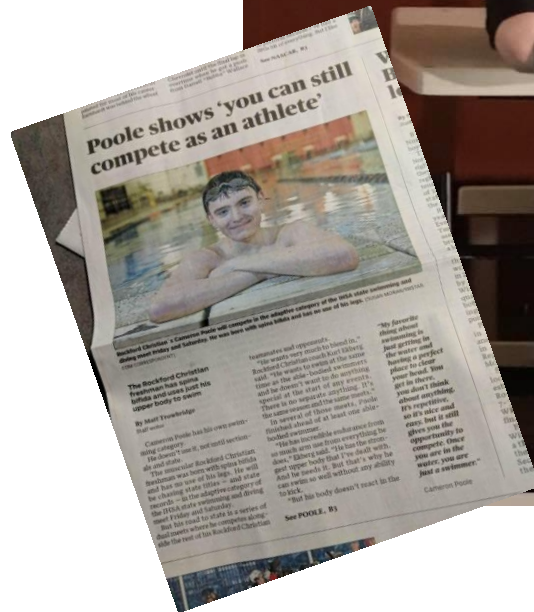 See NASCAR, B3
Poole shows ‘you can still
compete as an athlete’
Rockford Christian's Cameron Poole will compete in the adaptive category of the IHSA state swimming and
diving meet Friday and Saturday. He was born with spina bifida and has no use of his legs.
The Rockford Christian
freshman has spina
bifida and uses just his
upper body to swim
By Matt Trowbridge
Staff writer
Cameron Poole has his own swim-
ming category.
He doesn't use it, not until section-
als and state.
The muscular Rockford Christian
freshman was born with spina bifida
and has no use of his legs. He will
be chasing state titles — and state
records — in the adaptive category of
the IHSA state swimming and diving
meet Friday and Saturday.
But his road to state is a series of
dual meets where he competes along-
side the rest of his Rockford Christian
teammates and opponents.
"He wants very much to blend in,"
said Rockford Christian coach Kurt Ekberg
said. "He wants to swim at the same
time as the able-bodied swimmers
and he doesn't want to do anything
special at the start of any event.
There is no separate anything. It's
the same season and the same meets."
In several of those meets, Poole
finished ahead of at least one able-
bodied swimmer.
"He has incredible endurance from
so much arm use from everything he
does," Ekberg said. "He has the stron-
gest upper body that I've dealt with.
And he needs it. But that's why he
can swim so well without any ability
to kick.
"But his body doesn't react in the
See POOLE, B3
"My favorite
thing about
swimming is
just getting in
the water and
having a perfect
place to clear
your head. You
get in there,
you don't think
about anything.
It's repetitive,
so it's nice and
easy, but it still
gives you the
opportunity to
compete. Once
you are in the
water, you are
just a swimmer."
Cameron Poole